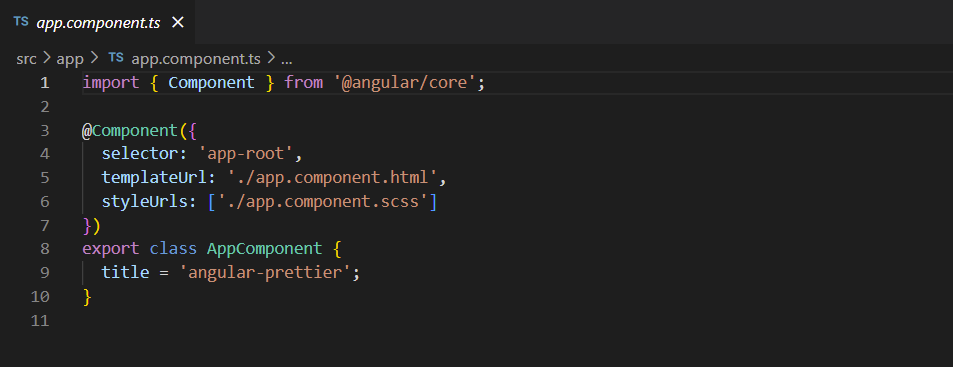 TS app.component.ts ×
src > app > TS app.component.ts > ...
1 import { Component } from '@angular/core';
2
3 @Component({
4   selector: 'app-root',
5   templateUrl: './app.component.html',
6   styleUrls: ['./app.component.scss']
7 })
8 export class AppComponent {
9   title = 'angular-prettier';
10 }
11